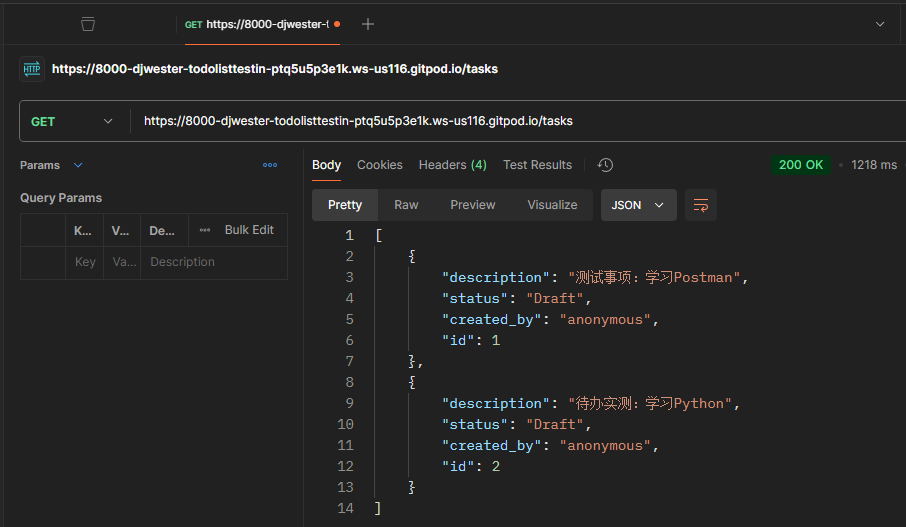 GET https://8000-djwester-t
HTTP https://8000-djwester-todolisttestin-ptq5u5p3e1k.ws-us116.gitpod.io/tasks
GET https://8000-djwester-todolisttestin-ptq5u5p3e1k.ws-us116.gitpod.io/tasks
Params
Body Cookies Headers (4) Test Results 200 OK 1218 ms
Query Params
Pretty Raw Preview Visualize JSON
K... V... De... Bulk Edit
Key Va... Description
1 [
2 {
3 "description": "测试事项：学习Postman",
4 "status": "Draft",
5 "created_by": "anonymous",
6 "id": 1
7 },
8 {
9 "description": "待办实测：学习Python",
10 "status": "Draft",
11 "created_by": "anonymous",
12 "id": 2
13 }
14 ]